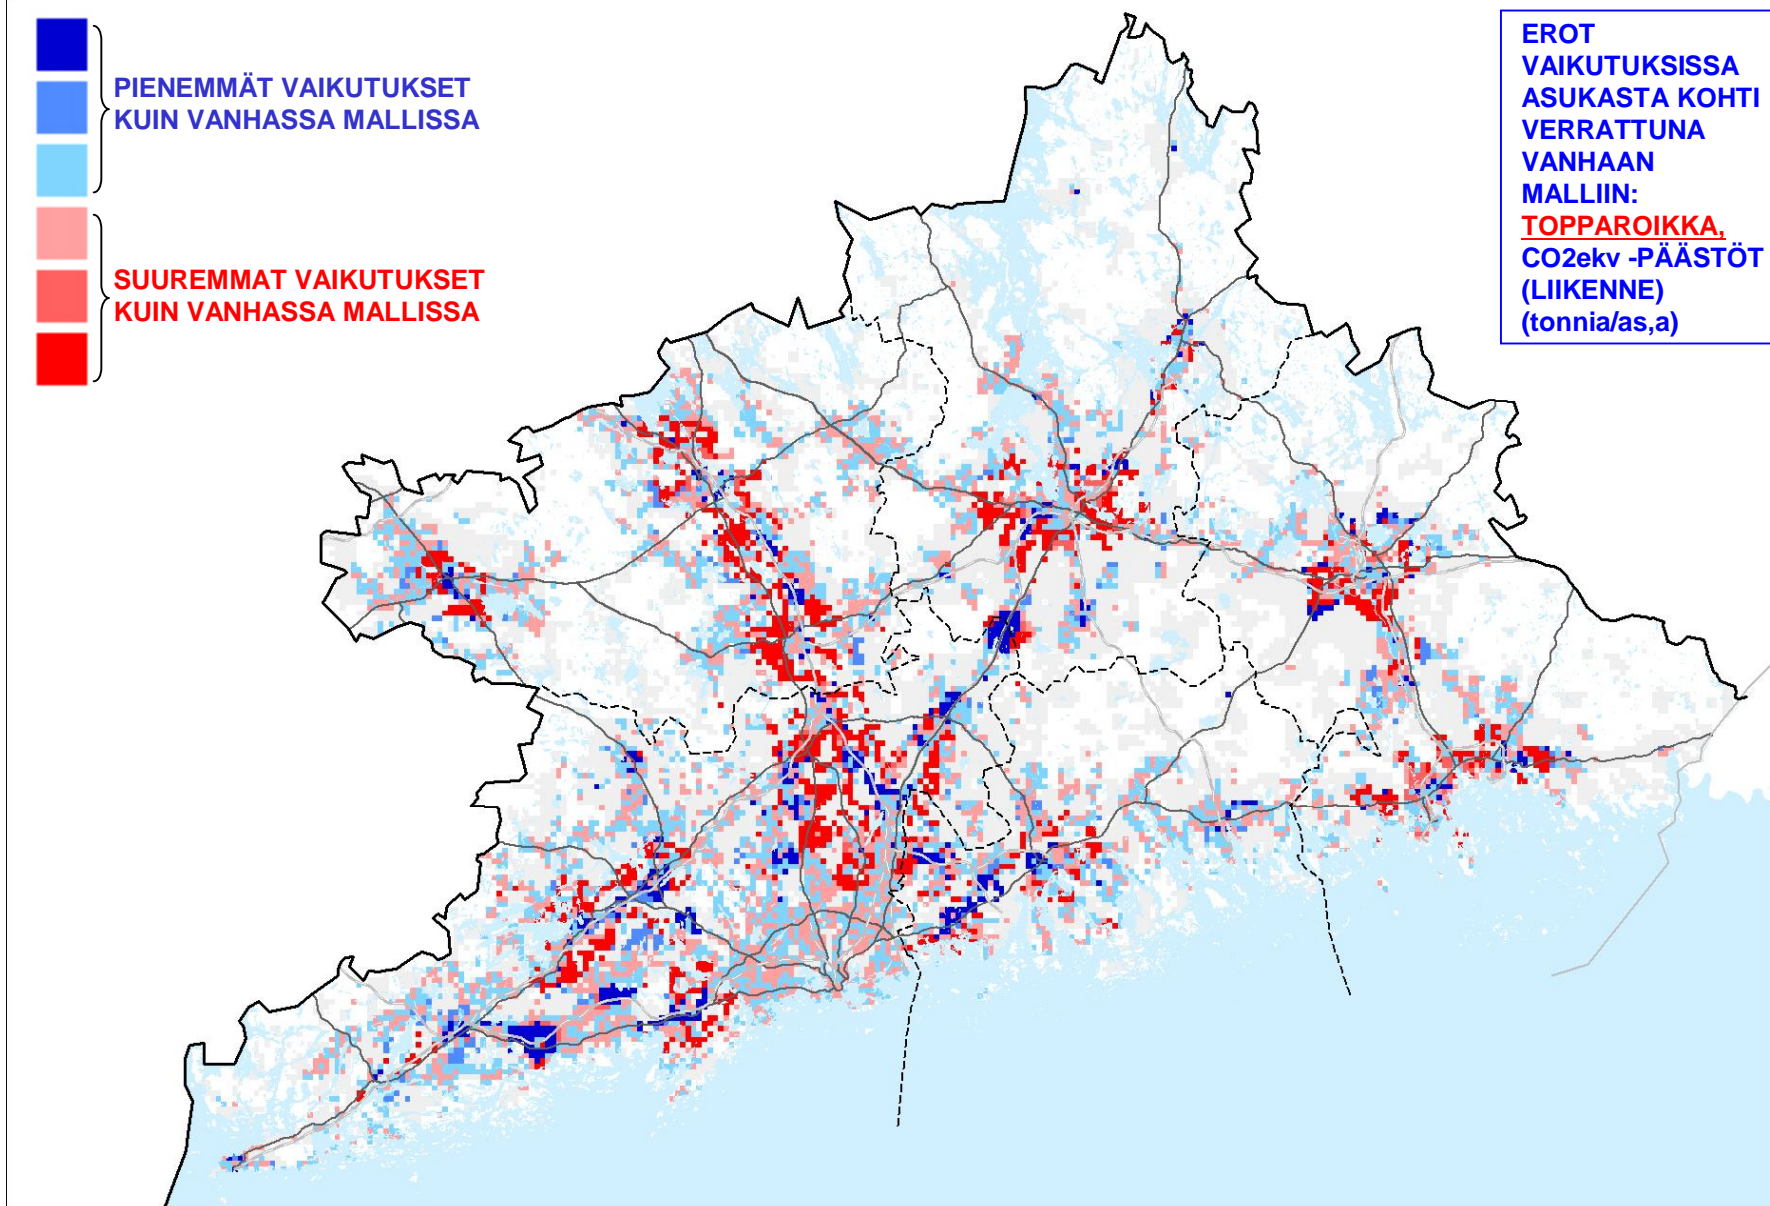 PIENEMMÄT VAIKUTUKSET
KUIN VANHASSA MALLISSA
SUUREMMAT VAIKUTUKSET
KUIN VANHASSA MALLISSA
EROT
VAIKUTUKSISSA
ASUKASTA KOHTI
VERRATTUNA
VANHAAN
MALLIIN:
TOPPAROIKKA,
CO2ekv -PÄÄSTÖT
(LIIKENNE)
(tonnia/as,a)